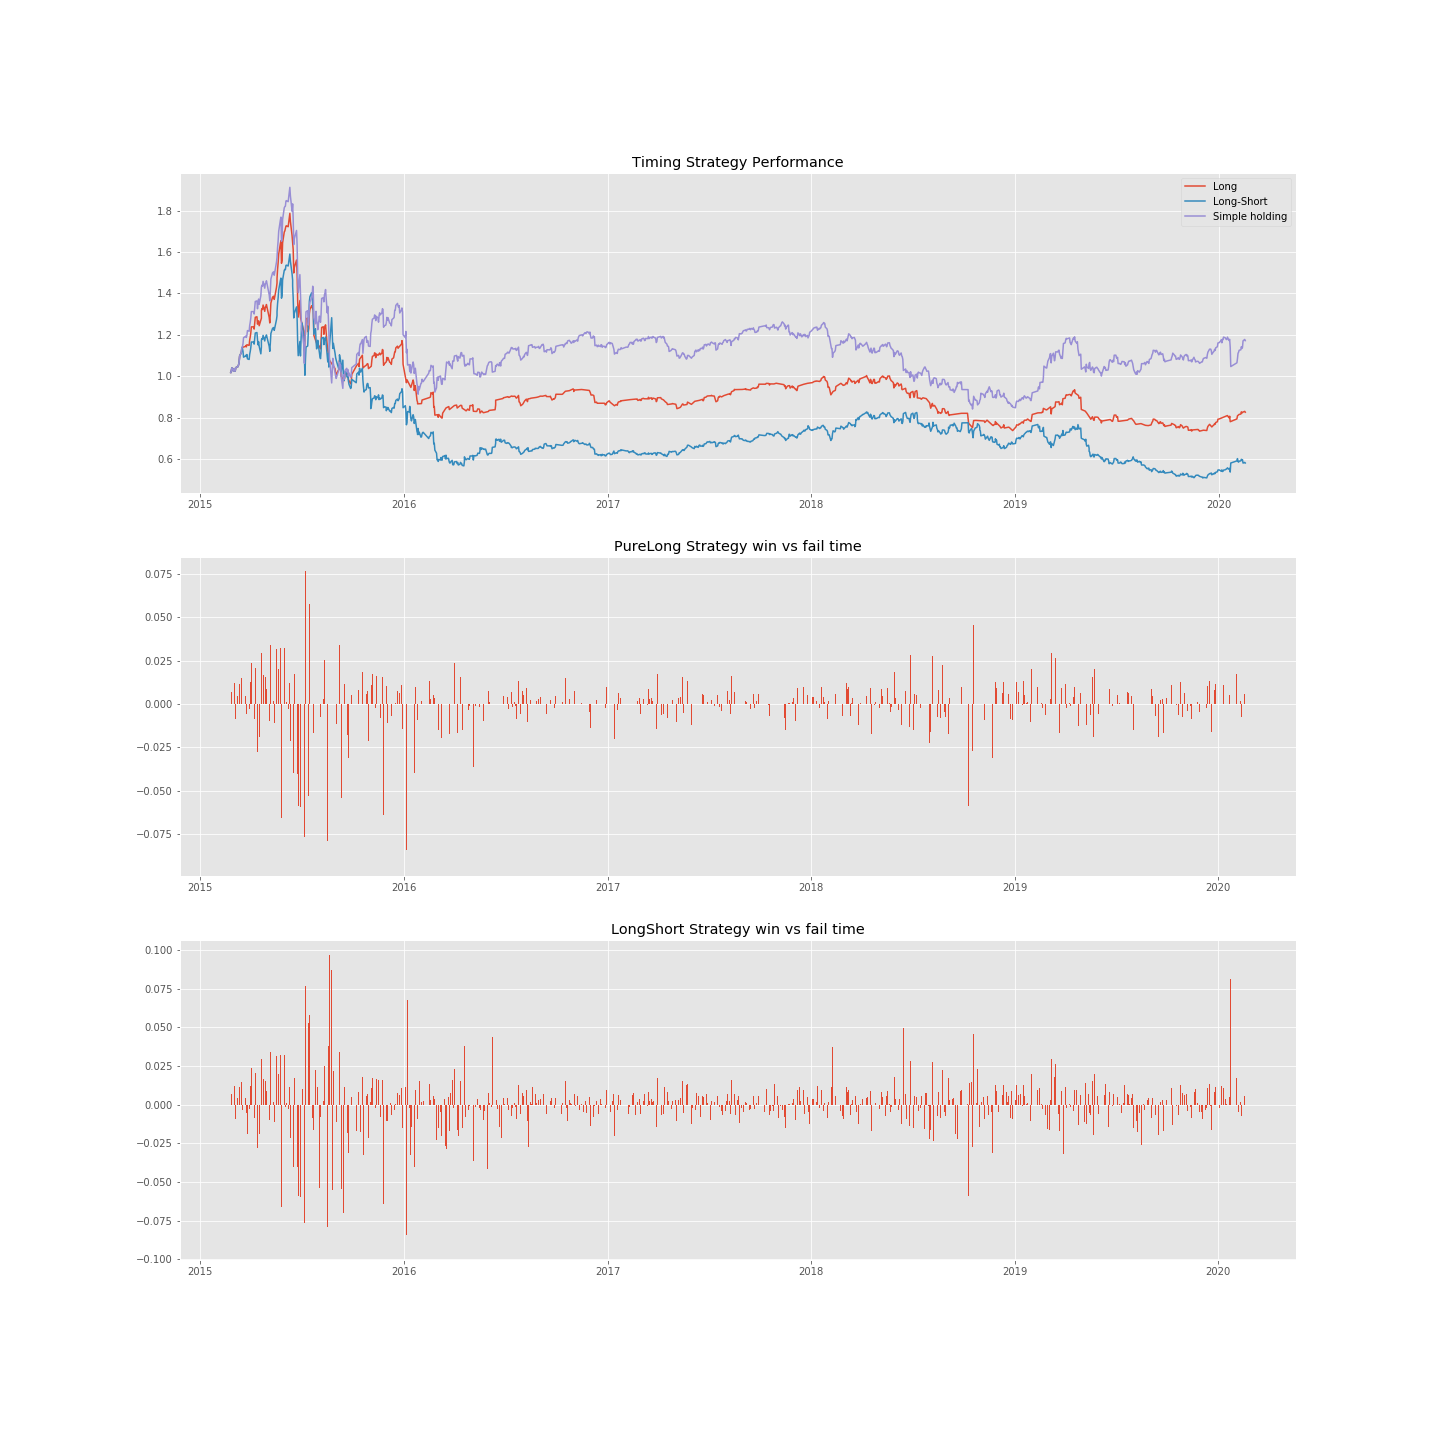 Timing Strategy Performance
Long
Long-Short
Simple holding
1.8
1.6
1.4
1.2
1.0
0.8
0.6
2015 2016 2017 2018 2019 2020
PureLong Strategy win vs fail time
0.075
0.050
0.025
0.000
−0.025
−0.050
−0.075
2015 2016 2017 2018 2019 2020
LongShort Strategy win vs fail time
0.100
0.075
0.050
0.025
0.000
−0.025
−0.050
−0.075
−0.100
2015 2016 2017 2018 2019 2020